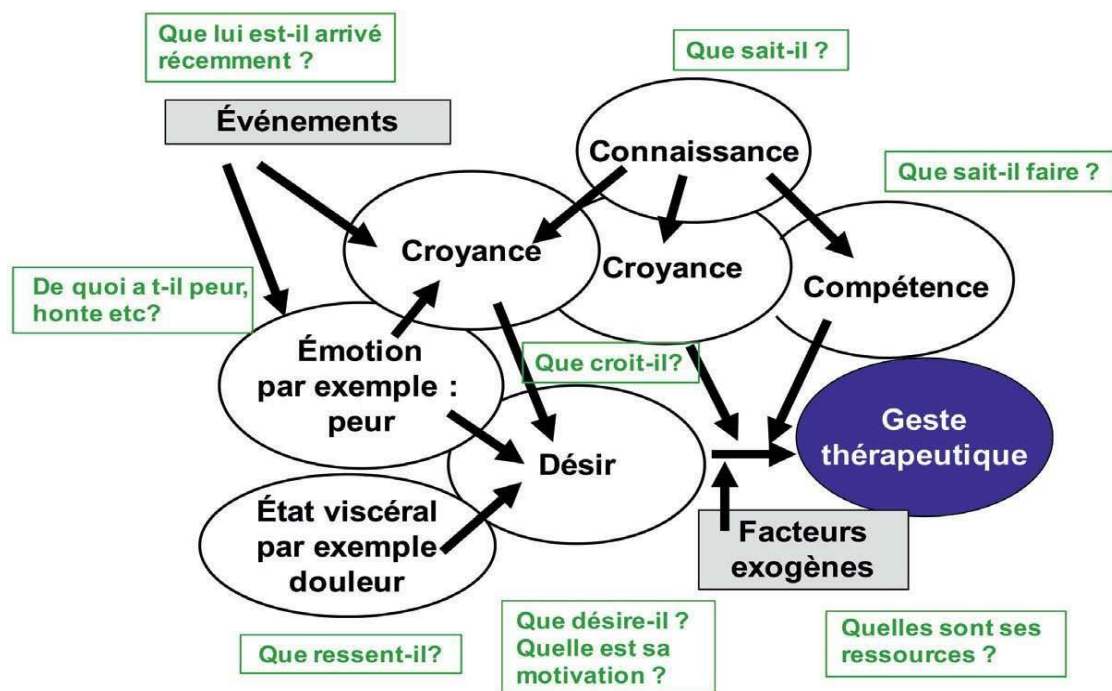 Que lui est-il arrivé
récemment ?
Que sait-il ?
Événements
Connaissance
Que sait-il faire ?
Croyance
Croyance
Compétence
De quoi a t-il peur,
honte etc?
Émotion
par exemple :
peur
Que croit-il?
Geste
thérapeutique
Désir
État viscéral
par exemple
douleur
Facteurs
exogènes
Que ressent-il?
Que désire-il ?
Quelle est sa
motivation ?
Quelles sont ses
ressources ?